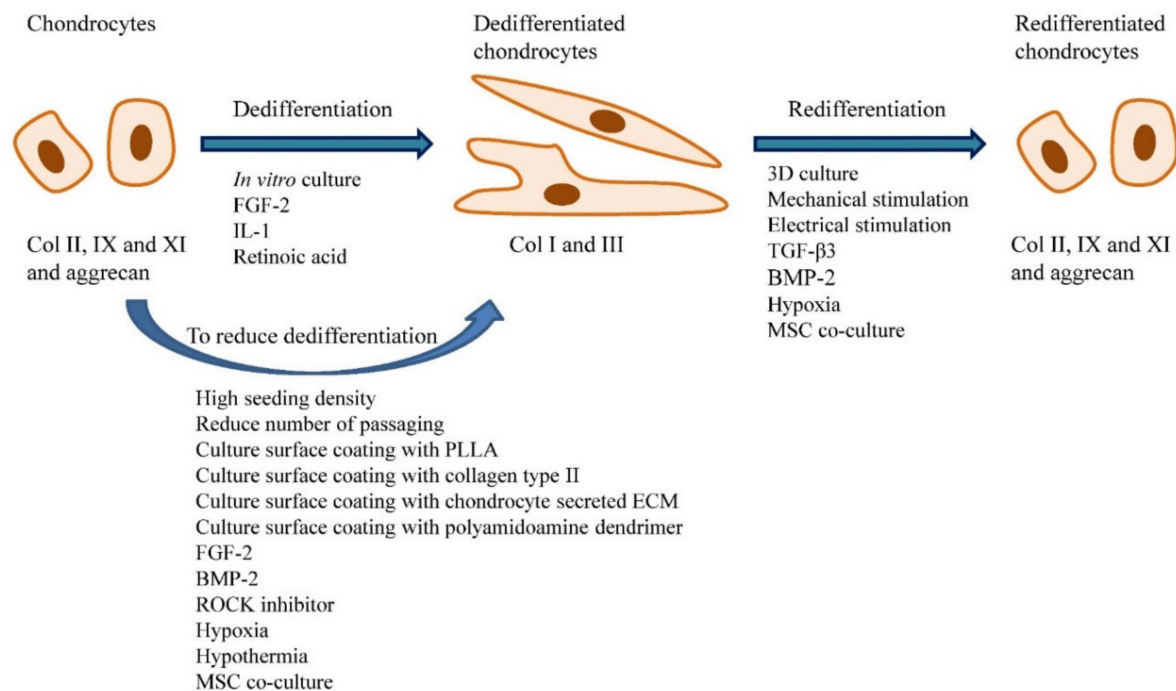 Chondrocytes
Dedifferentiated
chondrocytes
Redifferentiated
chondrocytes
Dedifferentiation
In vitro culture
FGF-2
IL-1
Retinoic acid
Redifferentiation
3D culture
Mechanical stimulation
Electrical stimulation
TGF-β3
BMP-2
Hypoxia
MSC co-culture
Col II, IX and XI
and aggrecan
Col I and III
Col II, IX and XI
and aggrecan
To reduce dedifferentiation
High seeding density
Reduce number of passaging
Culture surface coating with PLLA
Culture surface coating with collagen type II
Culture surface coating with chondrocyte secreted ECM
Culture surface coating with polyamidoamine dendrimer
FGF-2
BMP-2
ROCK inhibitor
Hypoxia
Hypothermia
MSC co-culture